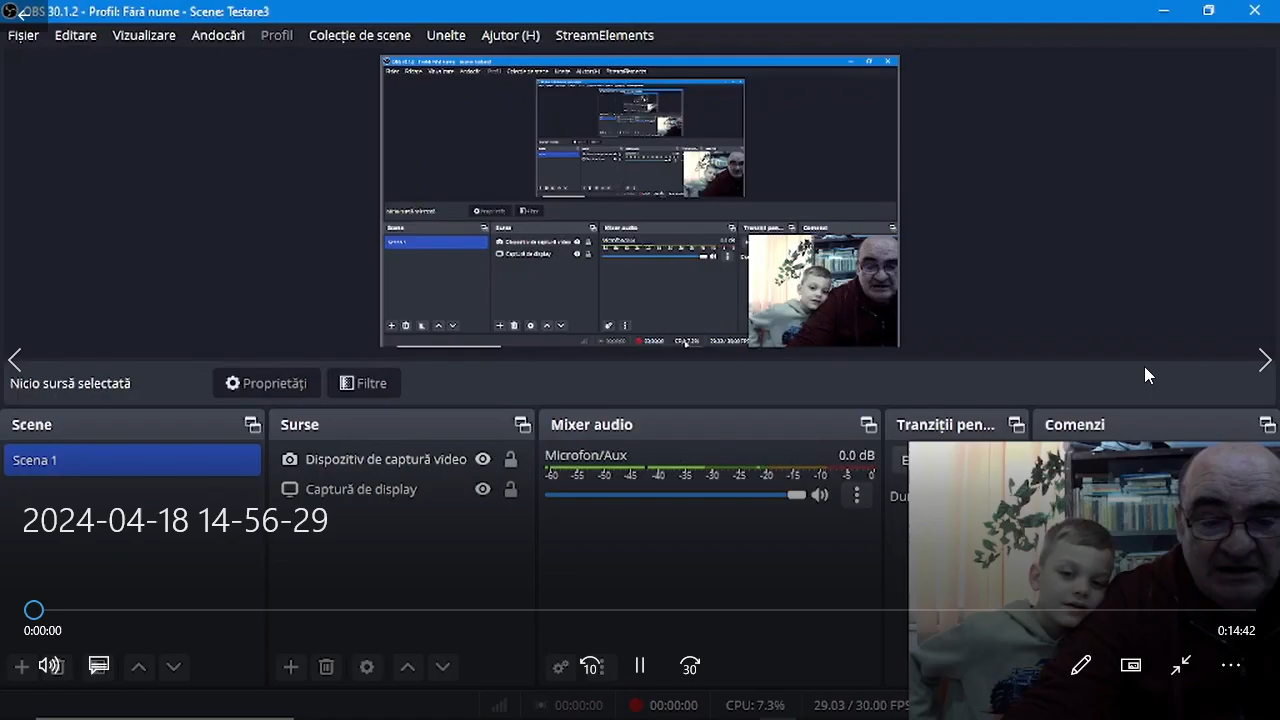 OBS 30.1.2 - Profil: Fără nume - Scene: Testare3
Fișier Editare Vizualizare Andocări Profil Colecție de scene Unelte Ajutor (H) StreamElements
Nicio sursă selectată
Proprietăți Filtre
Scene Surse Mixer audio Tranziții pen... Comenzi
Scena 1
Dispozitiv de captură video
Captură de display
Microfon/Aux 0.0 dB
-60 -55 -50 -45 -40 -35 -30 -25 -20 -15 -10 -5 0
2024-04-18 14-56-29
0:00:00 0:14:42
10 30
00:00:00 00:00:00 CPU: 7.3% 29.03 / 30.00 FPS